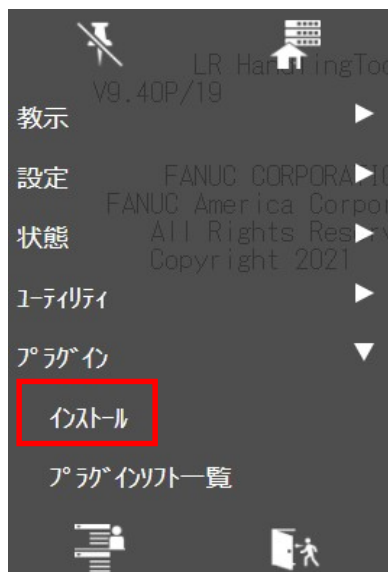 LR HandlingToo
V9.40P/19
教示
設定
FANUC CORPORATIO
FANUC America Corpor
状態
All Rights Reserv
Copyright 2021
ﾕｰﾃｨﾘﾃｨ
ﾌﾟﾗｸﾞｲﾝ
ｲﾝｽﾄｰﾙ
ﾌﾟﾗｸﾞｲﾝｿﾌﾄ一覧